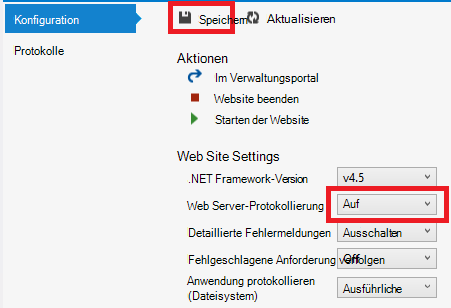 Konfiguration
Speichern
Aktualisieren
Protokolle
Aktionen
Im Verwaltungsportal
Website beenden
Starten der Website
Web Site Settings
.NET Framework-Version v4.5
Web Server-Protokollierung Auf
Detaillierte Fehlermeldungen Ausschalten
Fehlgeschlagene Anforderung verfolgen Off
Anwendung protokollieren
(Dateisystem) Ausführliche